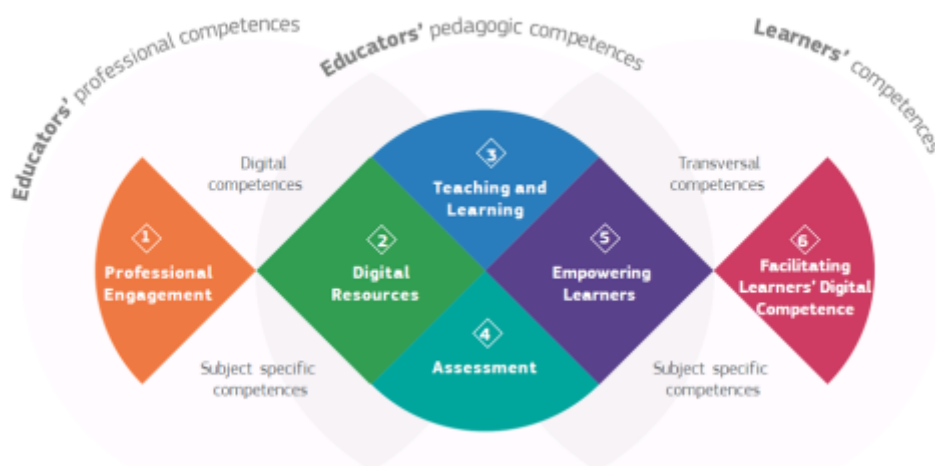 Educators' professional competences
Educators' pedagogic competences
Learners' competences
Digital
competences
Transversal
competences
1
Professional
Engagement
2
Digital
Resources
3
Teaching and
Learning
4
Assessment
5
Empowering
Learners
6
Facilitating
Learners' Digital
Competence
Subject specific
competences
Subject specific
competences